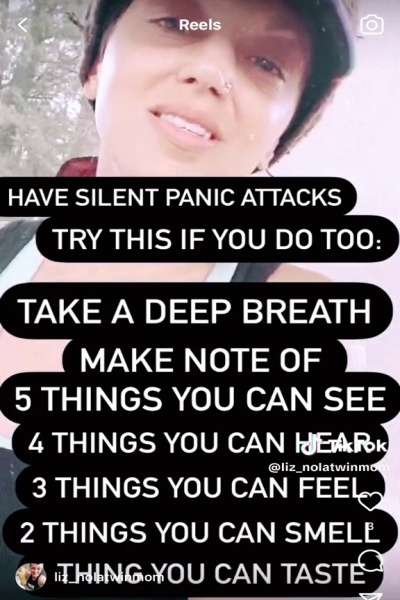 Reels
HAVE SILENT PANIC ATTACKS
TRY THIS IF YOU DO TOO:
TAKE A DEEP BREATH
MAKE NOTE OF
5 THINGS YOU CAN SEE
4 THINGS YOU CAN HEAR
TikTok
@liz_nolatwinmom
3 THINGS YOU CAN FEEL
3
2 THINGS YOU CAN SMELL
THING YOU CAN TASTE
liz_nolatwinmom